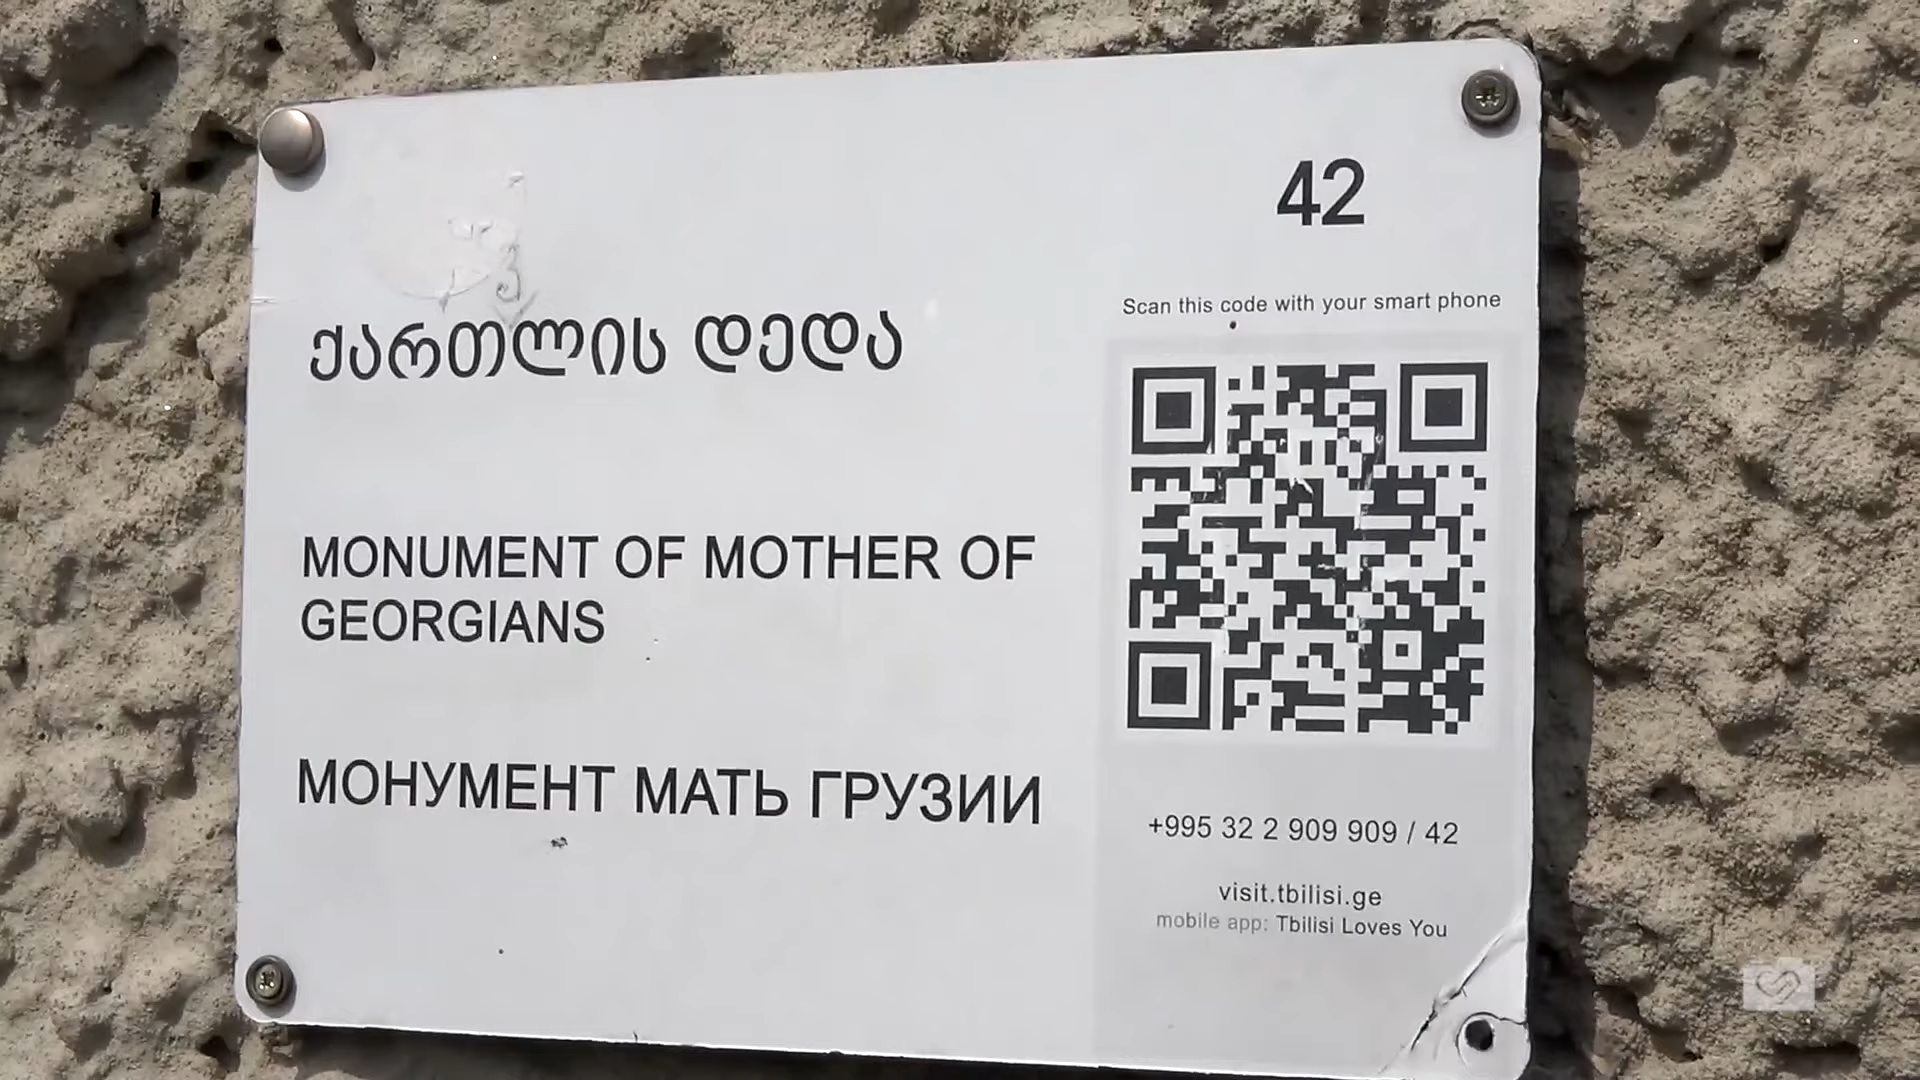 42
Scan this code with your smart phone
ქართლის დედა
MONUMENT OF MOTHER OF
GEORGIANS
МОНУМЕНТ МАТЬ ГРУЗИИ
+995 32 2 909 909 / 42
visit.tbilisi.ge
mobile app: Tbilisi Loves You